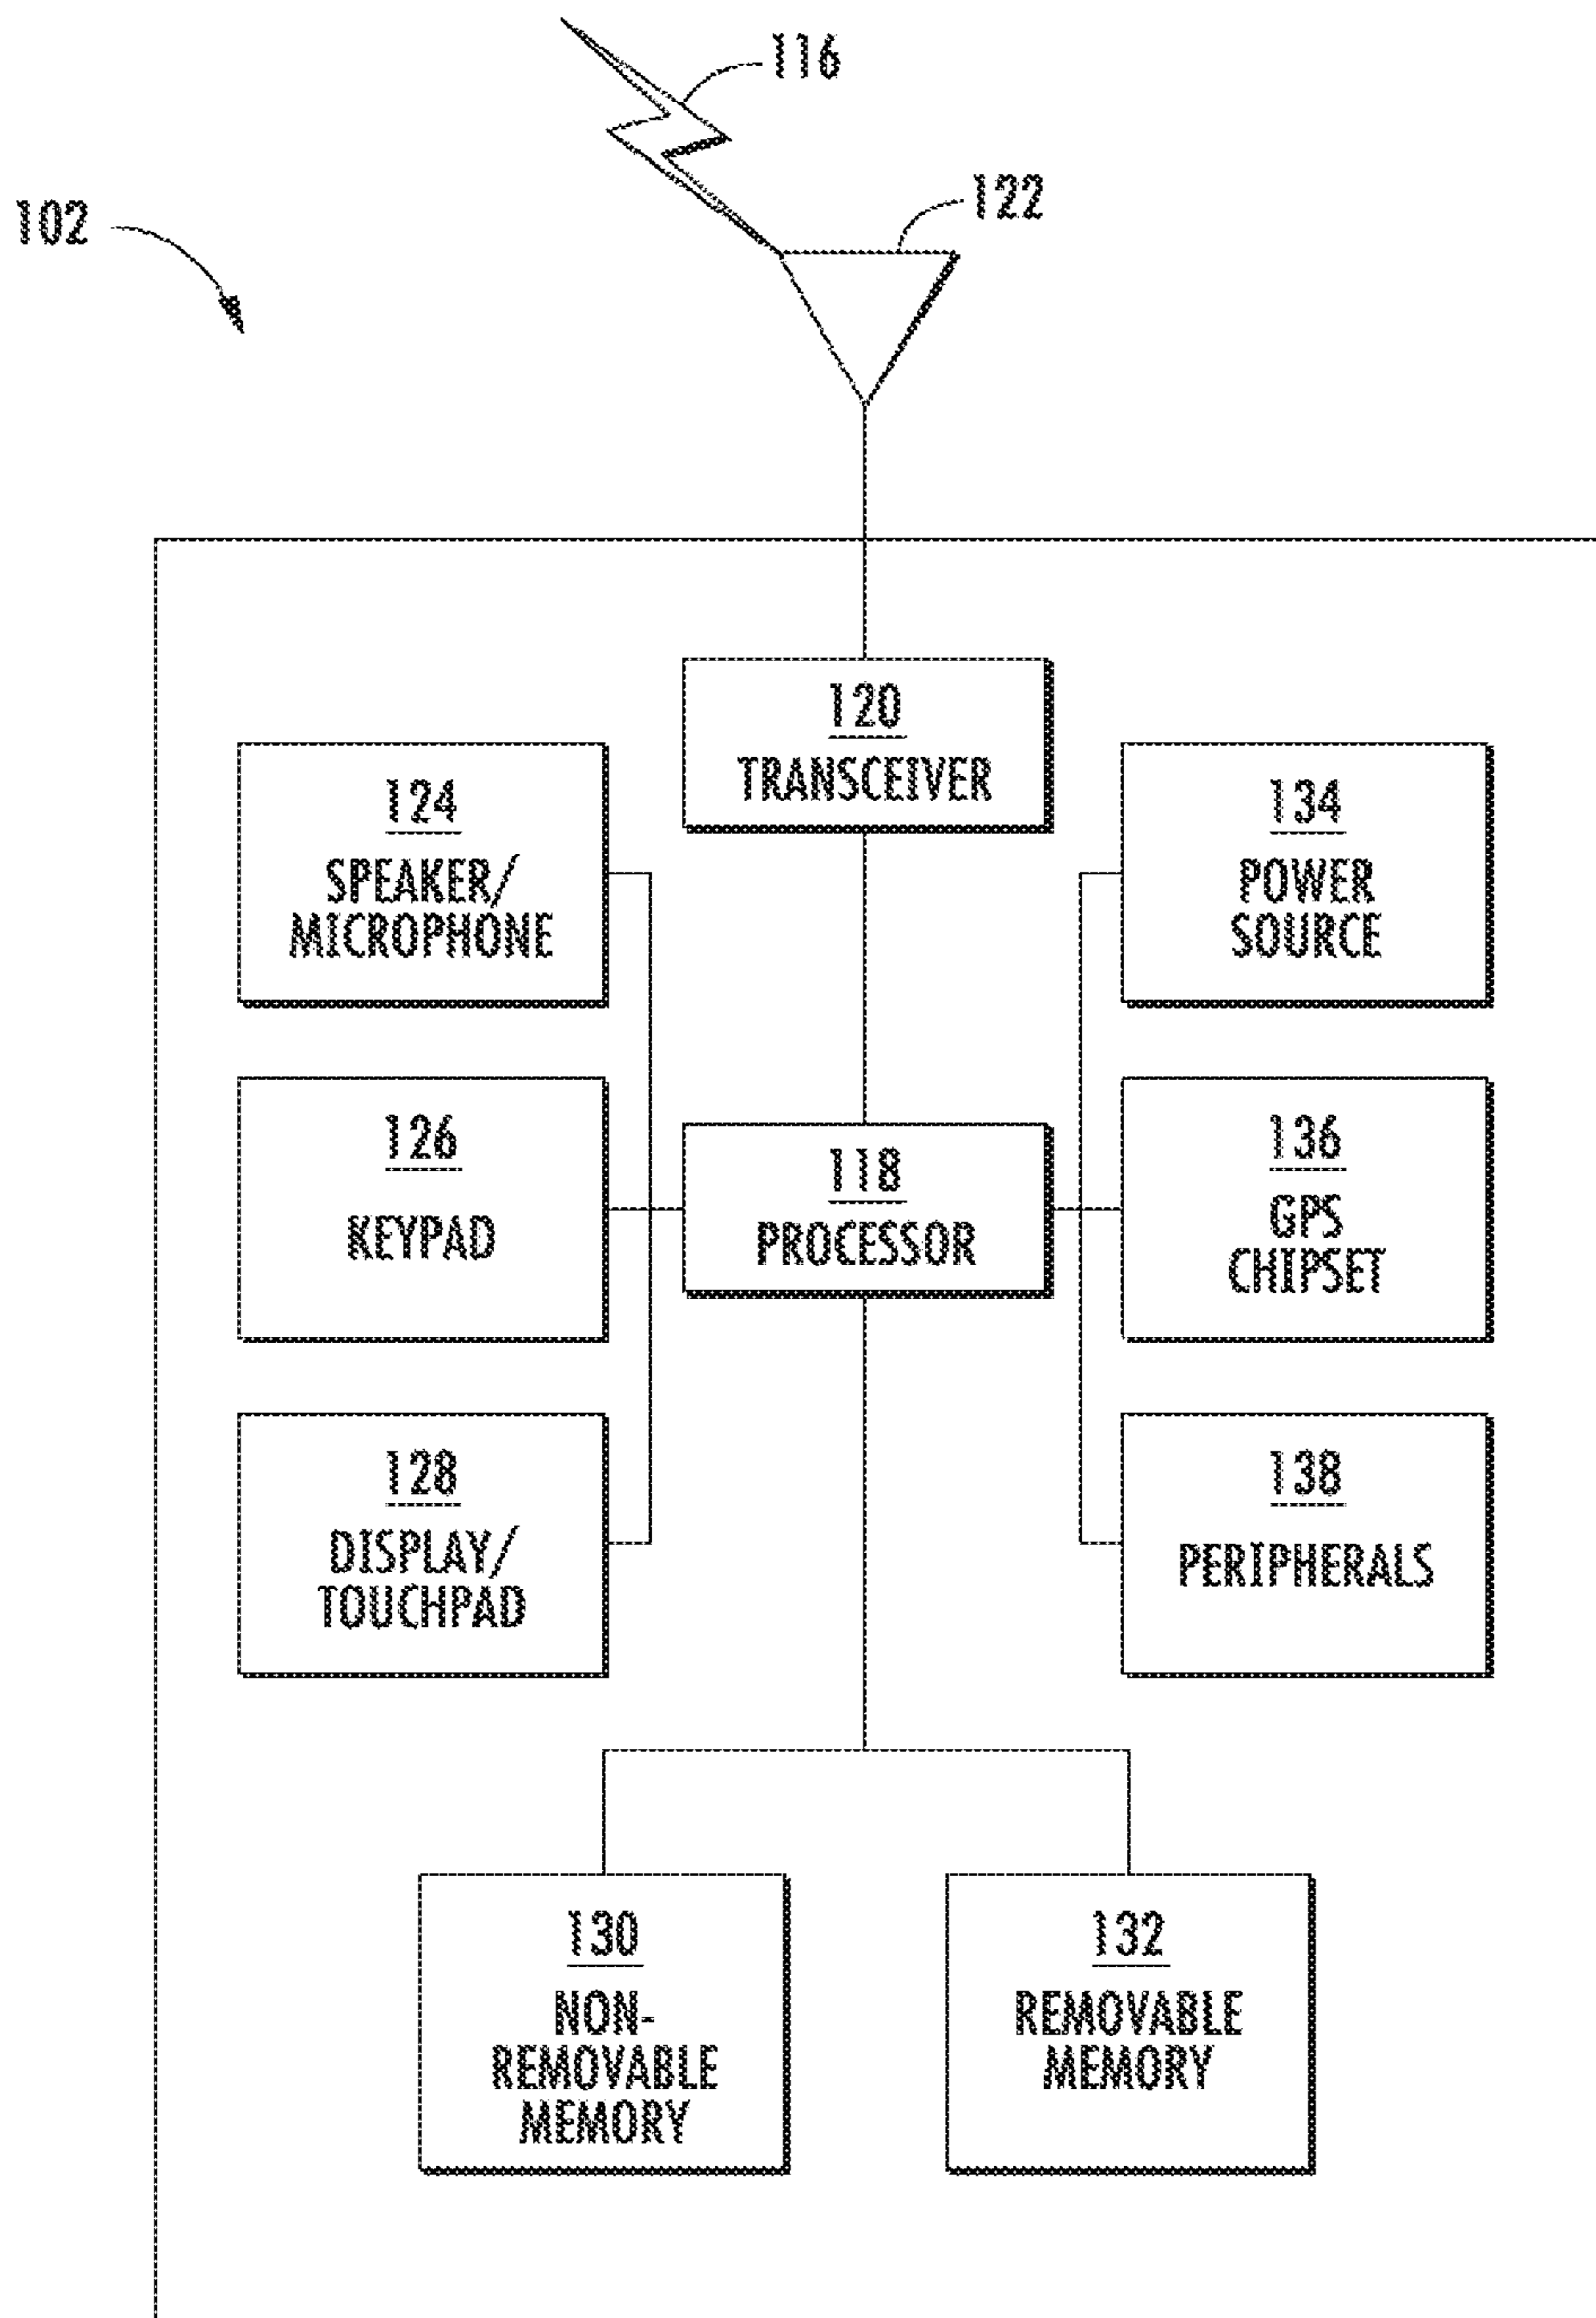 116
122
102
120
TRANSCEIVER
124
SPEAKER/
MICROPHONE
134
POWER
SOURCE
126
KEYPAD
118
PROCESSOR
136
GPS
CHIPSET
128
DISPLAY/
TOUCHPAD
138
PERIPHERALS
130
NON-
REMOVABLE
MEMORY
132
REMOVABLE
MEMORY